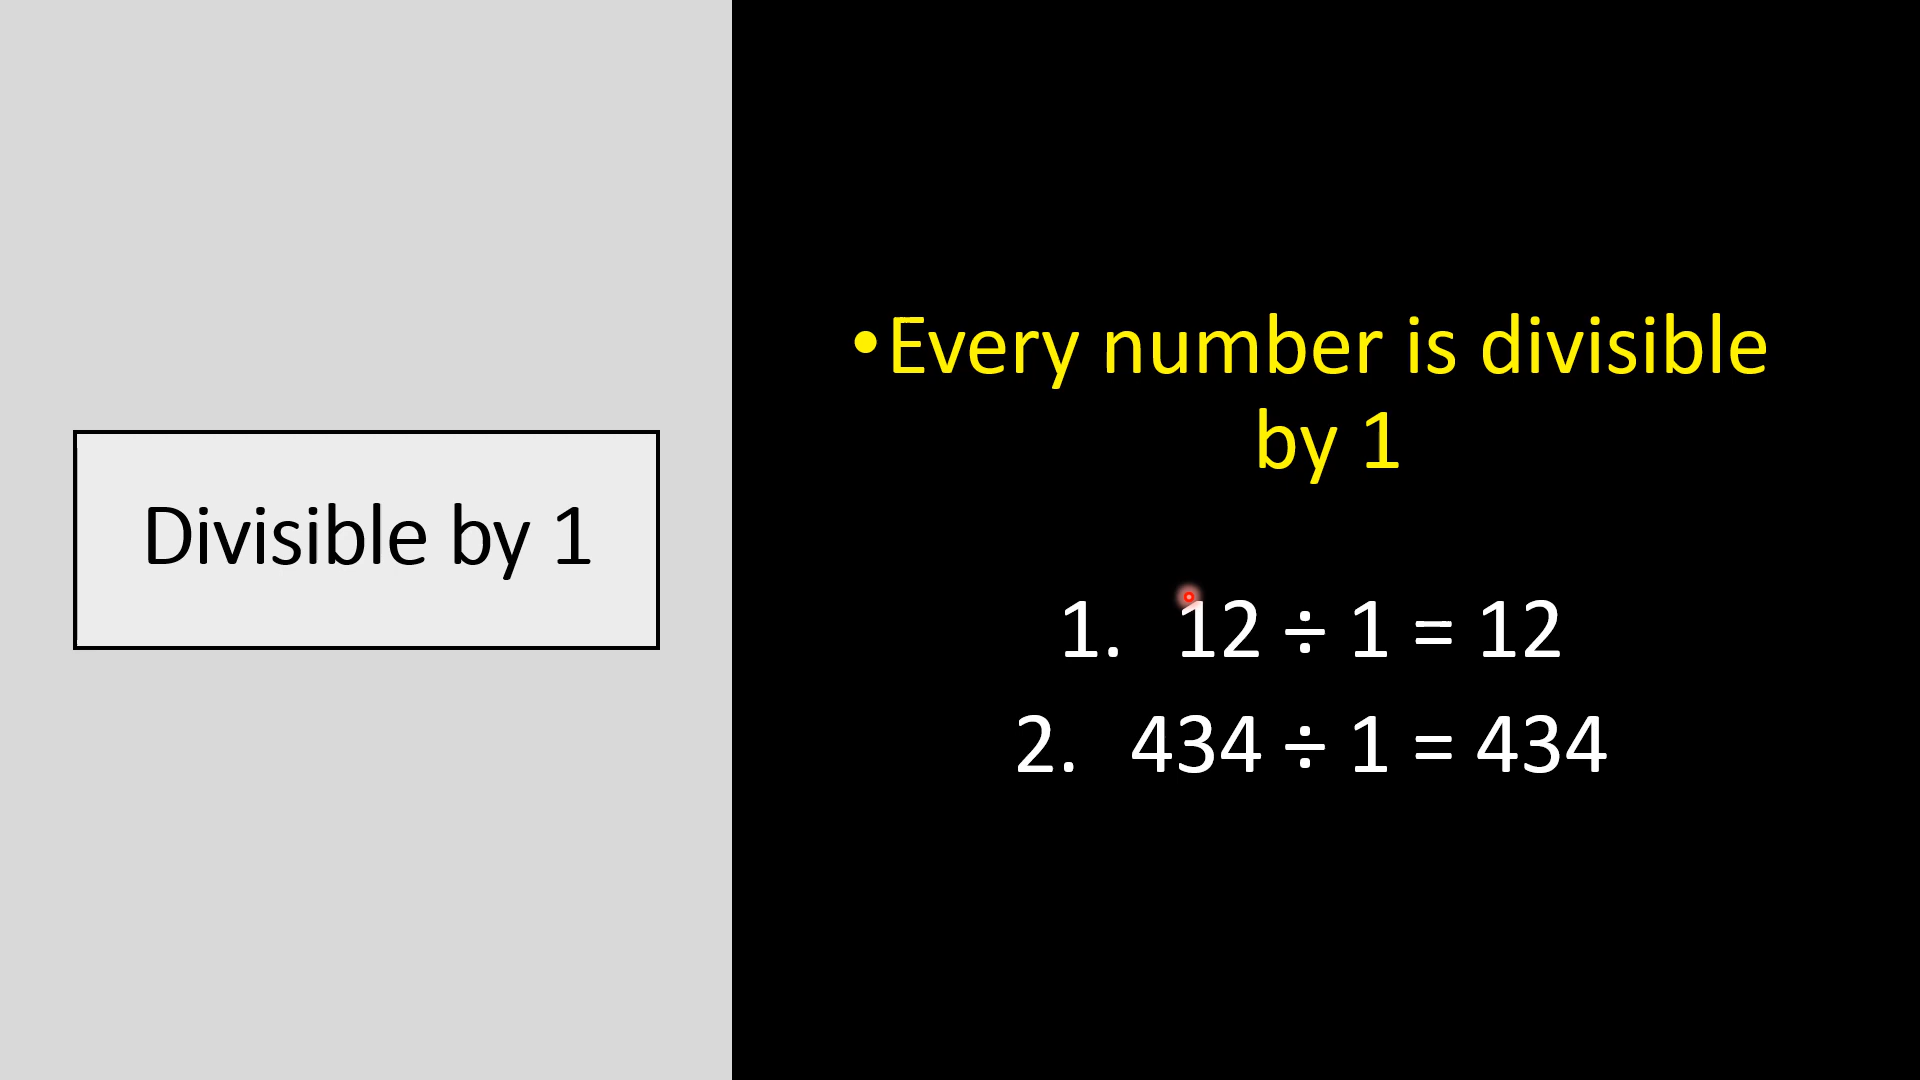 Divisible by 1
•Every number is divisible
by 1
1. 12 ÷ 1 = 12
2. 434 ÷ 1 = 434